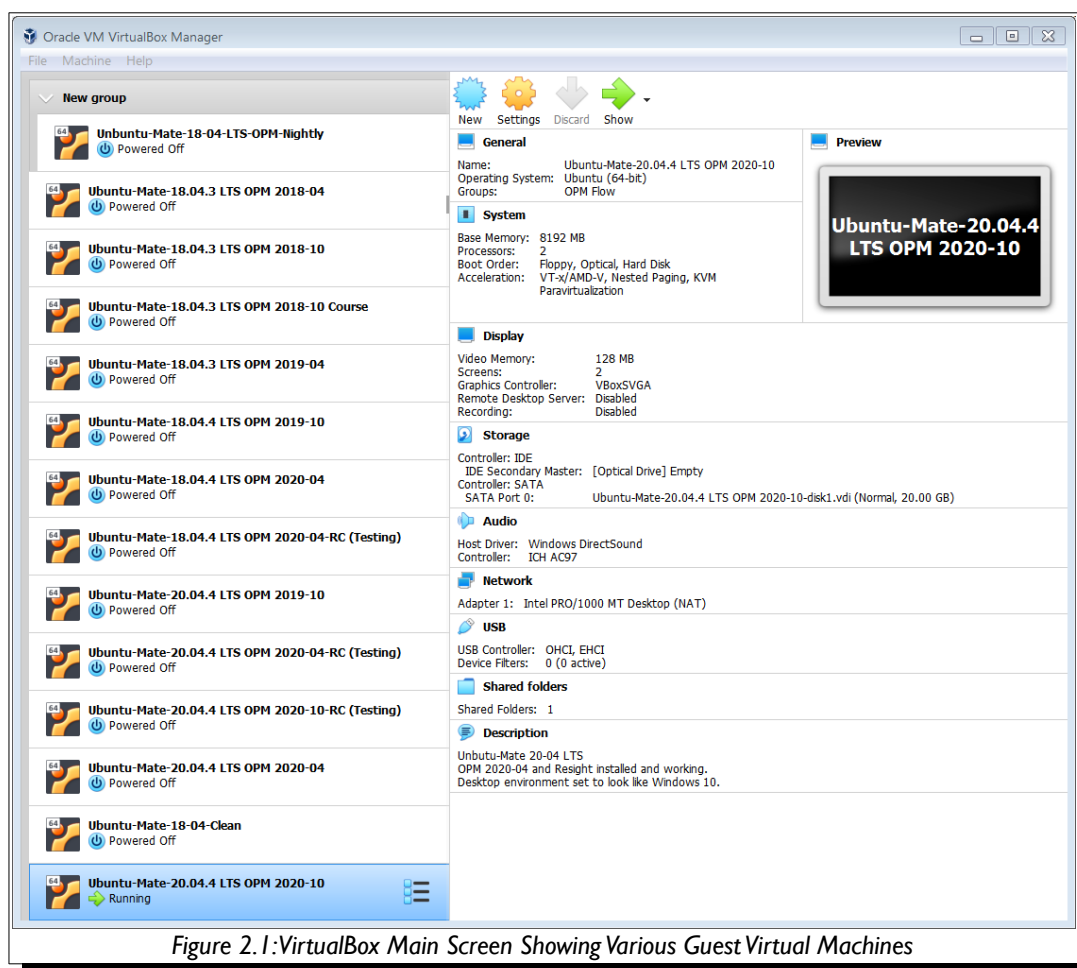 Oracle VM VirtualBox Manager
File Machine Help
New group
64 Unbuntu-Mate-18-04-LTS-OPM-Nightly
Powered Off
64 Ubuntu-Mate-18.04.3 LTS OPM 2018-04
Powered Off
64 Ubuntu-Mate-18.04.3 LTS OPM 2018-10
Powered Off
64 Ubuntu-Mate-18.04.3 LTS OPM 2018-10 Course
Powered Off
64 Ubuntu-Mate-18.04.3 LTS OPM 2019-04
Powered Off
64 Ubuntu-Mate-18.04.4 LTS OPM 2019-10
Powered Off
64 Ubuntu-Mate-18.04.4 LTS OPM 2020-04
Powered Off
64 Ubuntu-Mate-18.04.4 LTS OPM 2020-04-RC (Testing)
Powered Off
64 Ubuntu-Mate-20.04.4 LTS OPM 2019-10
Powered Off
64 Ubuntu-Mate-20.04.4 LTS OPM 2020-04-RC (Testing)
Powered Off
64 Ubuntu-Mate-20.04.4 LTS OPM 2020-10-RC (Testing)
Powered Off
64 Ubuntu-Mate-20.04.4 LTS OPM 2020-04
Powered Off
64 Ubuntu-Mate-18-04-Clean
Powered Off
64 Ubuntu-Mate-20.04.4 LTS OPM 2020-10
Running
New Settings Discard Show
General
Name: Ubuntu-Mate-20.04.4 LTS OPM 2020-10
Operating System: Ubuntu (64-bit)
Groups: OPM Flow
System
Base Memory: 8192 MB
Processors: 2
Boot Order: Floppy, Optical, Hard Disk
Acceleration: VT-x/AMD-V, Nested Paging, KVM
Paravirtualization
Preview
Ubuntu-Mate-20.04.4
LTS OPM 2020-10
Display
Video Memory: 128 MB
Screens: 2
Graphics Controller: VBoxSVGA
Remote Desktop Server: Disabled
Recording: Disabled
Storage
Controller: IDE
IDE Secondary Master: [Optical Drive] Empty
Controller: SATA
SATA Port 0: Ubuntu-Mate-20.04.4 LTS OPM 2020-10-disk1.vdi (Normal, 20.00 GB)
Audio
Host Driver: Windows DirectSound
Controller: ICH AC97
Network
Adapter 1: Intel PRO/1000 MT Desktop (NAT)
USB
USB Controller: OHCI, EHCI
Device Filters: 0 (0 active)
Shared folders
Shared Folders: 1
Description
Unbutu-Mate 20-04 LTS
OPM 2020-04 and Resight installed and working.
Desktop environment set to look like Windows 10.
Figure 2.1:VirtualBox Main Screen Showing Various Guest Virtual Machines